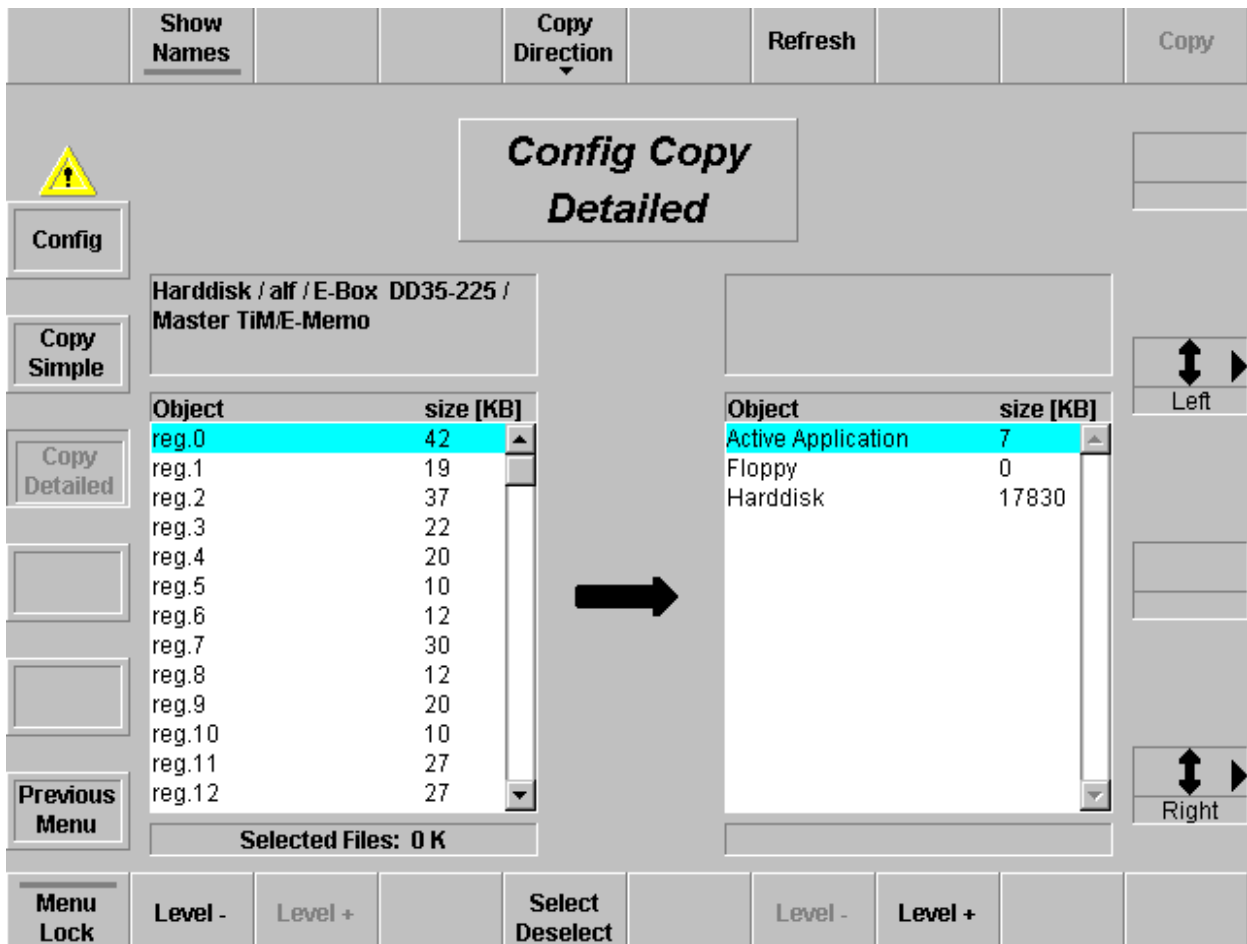 Show Names
Copy Direction
Refresh
Copy
Config Copy
Detailed
Config
Copy Simple
Copy Detailed
Previous Menu
Harddisk / alf / E-Box DD35-225 /
Master TiM/E-Memo
Object size [KB]
reg.0 42
reg.1 19
reg.2 37
reg.3 22
reg.4 20
reg.5 10
reg.6 12
reg.7 30
reg.8 12
reg.9 20
reg.10 10
reg.11 27
reg.12 27
Selected Files: 0 K
Object size [KB]
Active Application 7
Floppy 0
Harddisk 17830
Left
Right
Menu Lock
Level -
Level +
Select Deselect
Level -
Level +